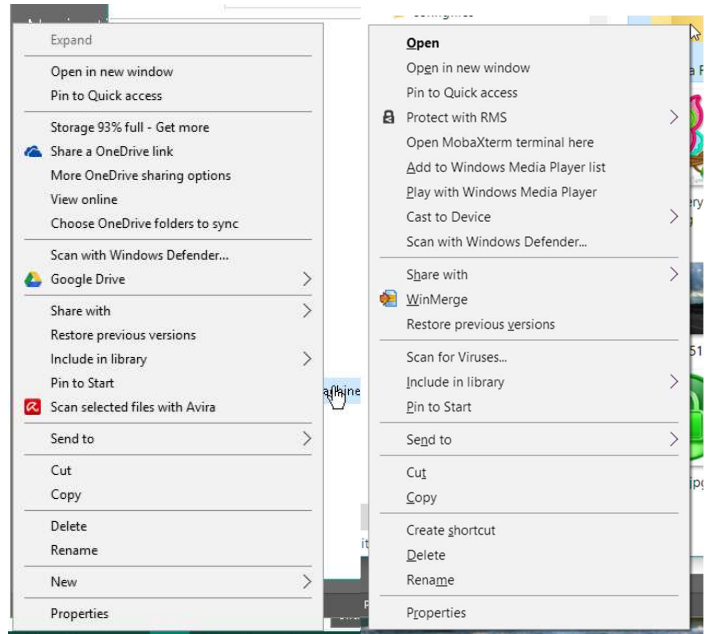 Expand
Open in new window
Pin to Quick access
Storage 93% full - Get more
Share a OneDrive link
More OneDrive sharing options
View online
Choose OneDrive folders to sync
Scan with Windows Defender...
Google Drive
Share with
Restore previous versions
Include in library
Pin to Start
Scan selected files with Avira
Send to
Cut
Copy
Delete
Rename
New
Properties
Open
Open in new window
Pin to Quick access
Protect with RMS
Open MobaXterm terminal here
Add to Windows Media Player list
Play with Windows Media Player
Cast to Device
Scan with Windows Defender...
Share with
WinMerge
Restore previous versions
Scan for Viruses...
Include in library
Pin to Start
Send to
Cut
Copy
Create shortcut
Delete
Rename
Properties